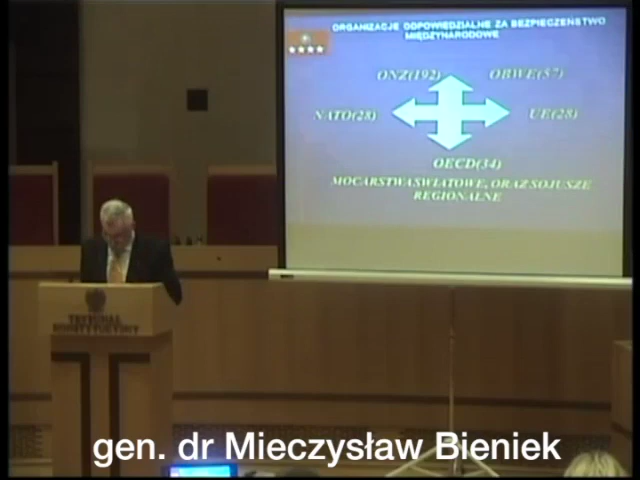 ORGANIZACJE ODPOWIEDZIALNE ZA BEZPIECZEŃSTWO
MIĘDZYNARODOWE
ONZ(192) OBWE(57)
NATO(28) UE(28)
OECD(34)
MOCARSTWA ŚWIATOWE, ORAZ SOJUSZE
REGIONALNE
TRYBUNAŁ
KONSTYTUCYJNY
gen. dr Mieczysław Bieniek